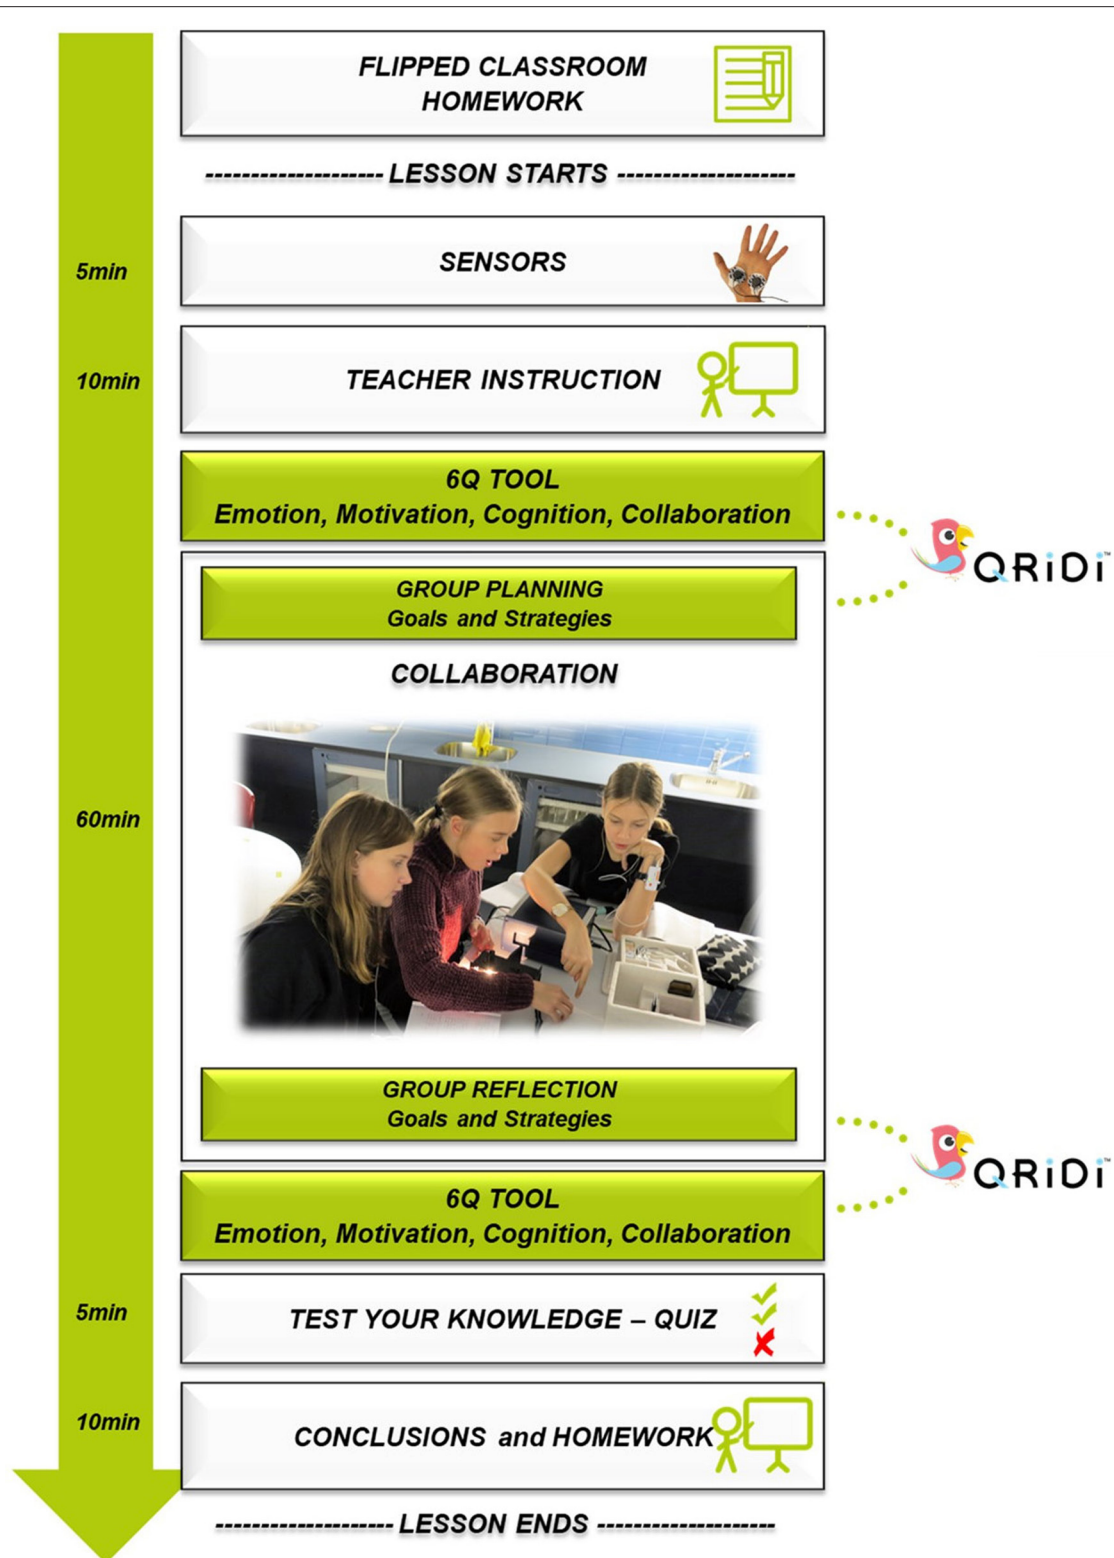 FLIPPED CLASSROOM
HOMEWORK
-------------------- LESSON STARTS --------------------
5min
SENSORS
10min
TEACHER INSTRUCTION
6Q TOOL
Emotion, Motivation, Cognition, Collaboration
QRiDi™
GROUP PLANNING
Goals and Strategies
COLLABORATION
60min
GROUP REFLECTION
Goals and Strategies
QRiDi™
6Q TOOL
Emotion, Motivation, Cognition, Collaboration
5min
TEST YOUR KNOWLEDGE – QUIZ
10min
CONCLUSIONS and HOMEWORK
-------------------- LESSON ENDS --------------------